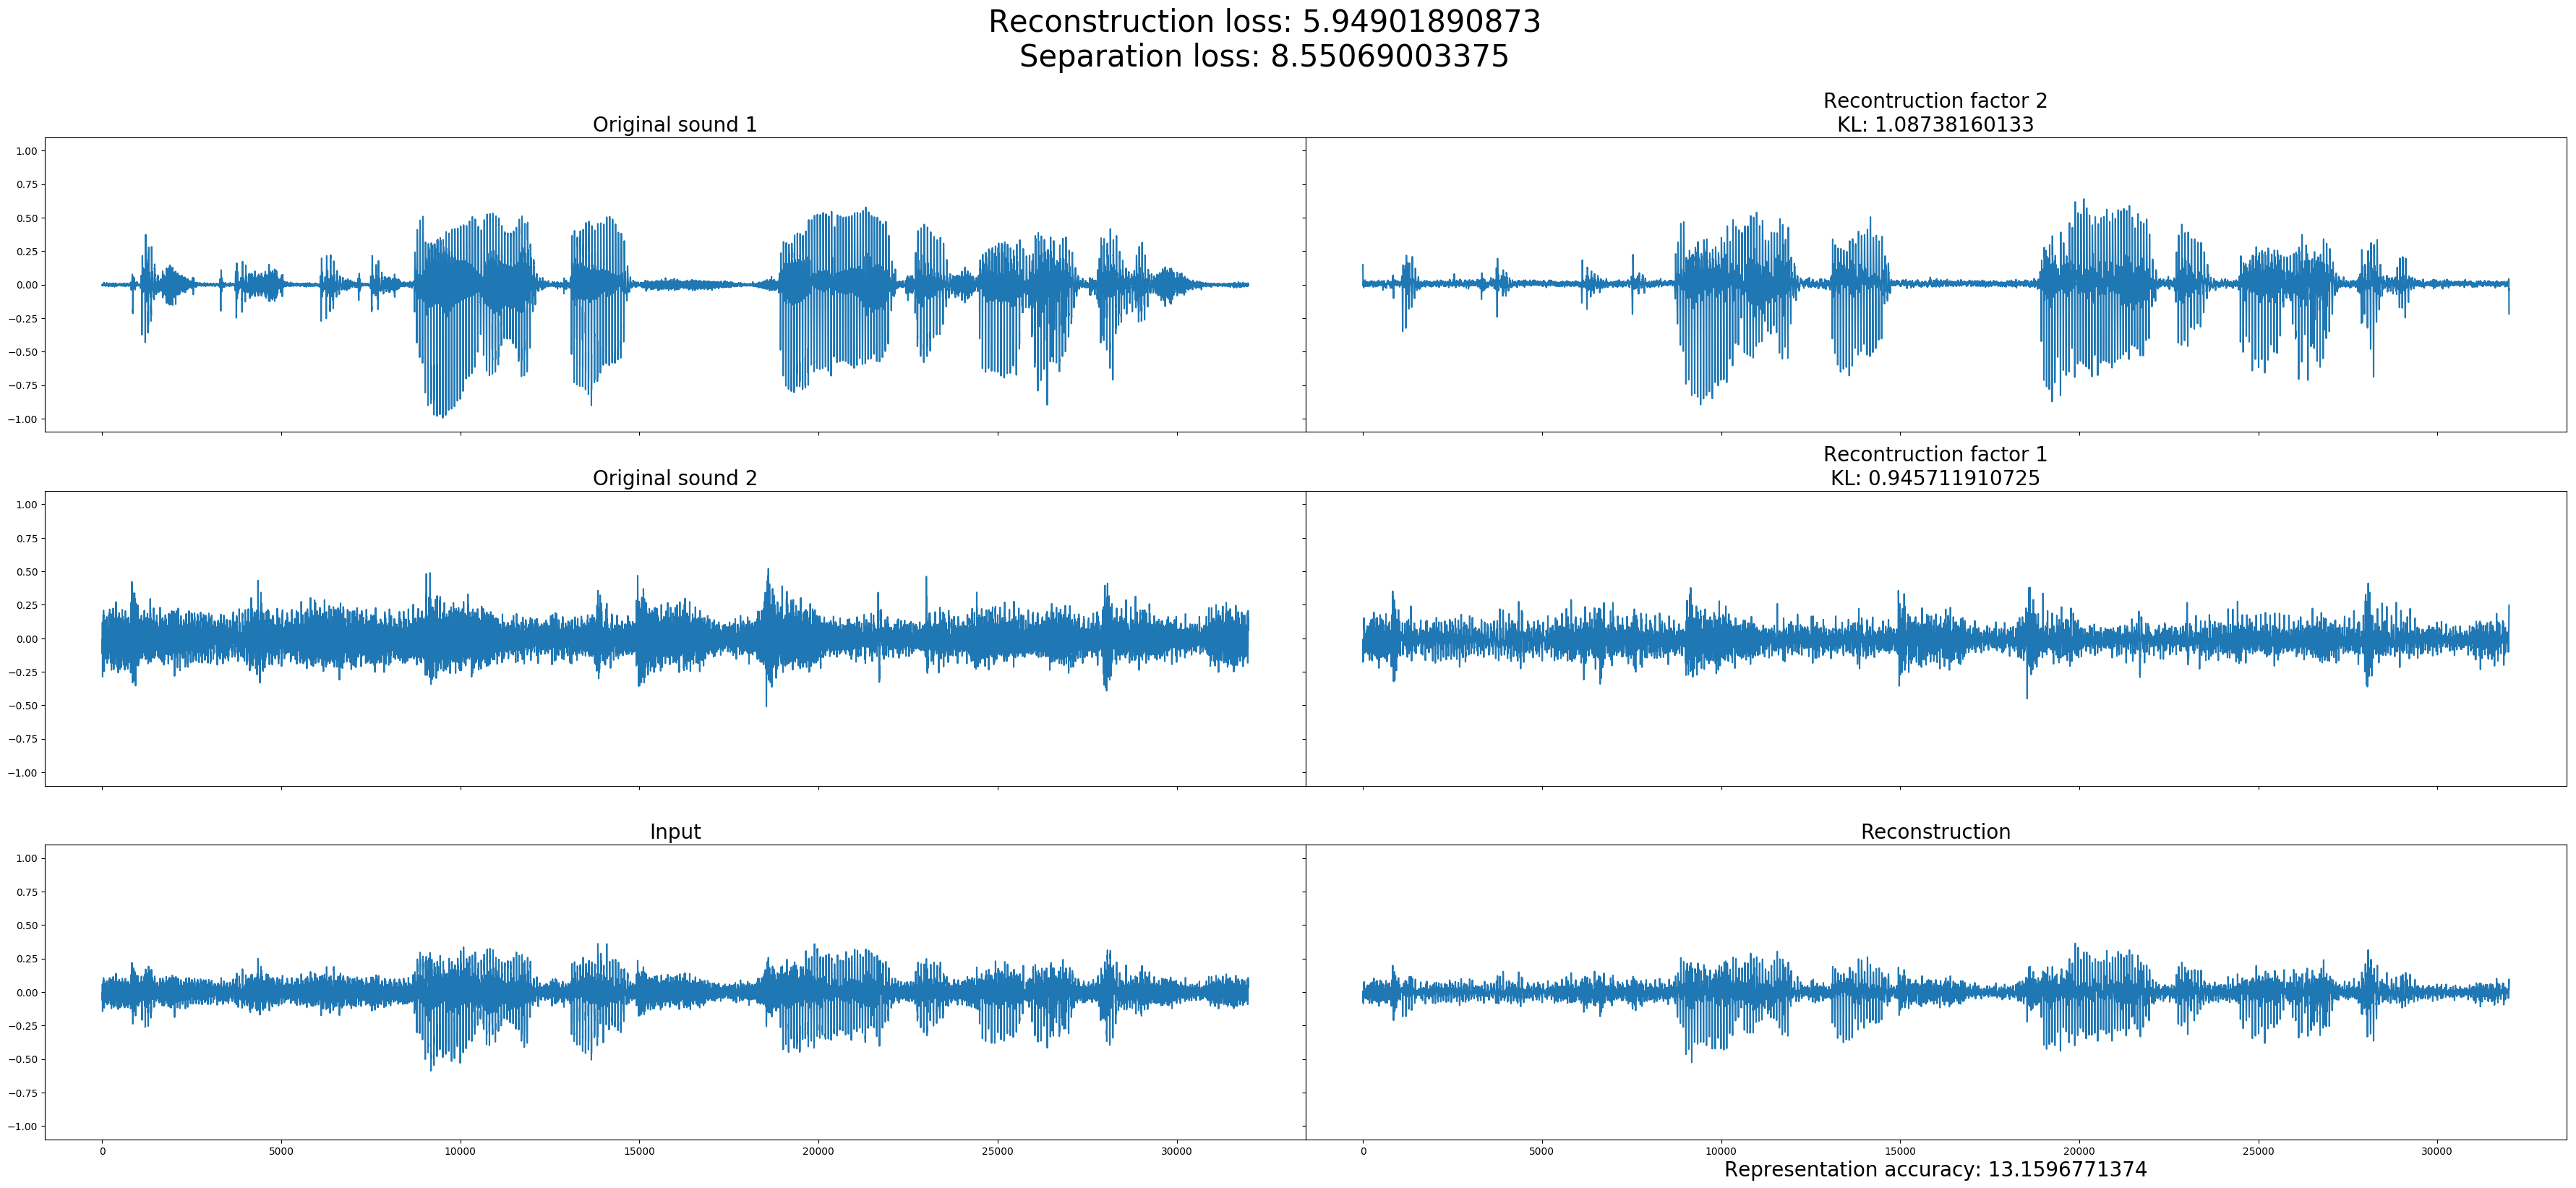 Reconstruction loss: 5.94901890873
Separation loss: 8.55069003375
Original sound 1
Recontruction factor 2
KL: 1.08738160133
1.00
0.75
0.50
0.25
0.00
−0.25
−0.50
−0.75
−1.00
Original sound 2
Recontruction factor 1
KL: 0.945711910725
1.00
0.75
0.50
0.25
0.00
−0.25
−0.50
−0.75
−1.00
Input
Reconstruction
1.00
0.75
0.50
0.25
0.00
−0.25
−0.50
−0.75
−1.00
0 5000 10000 15000 20000 25000 30000
0 5000 10000 15000 20000 25000 30000
Representation accuracy: 13.1596771374